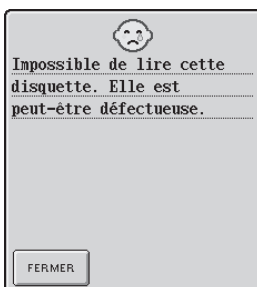 Impossible de lire cette
disquette. Elle est
peut-être défectueuse.
FERMER